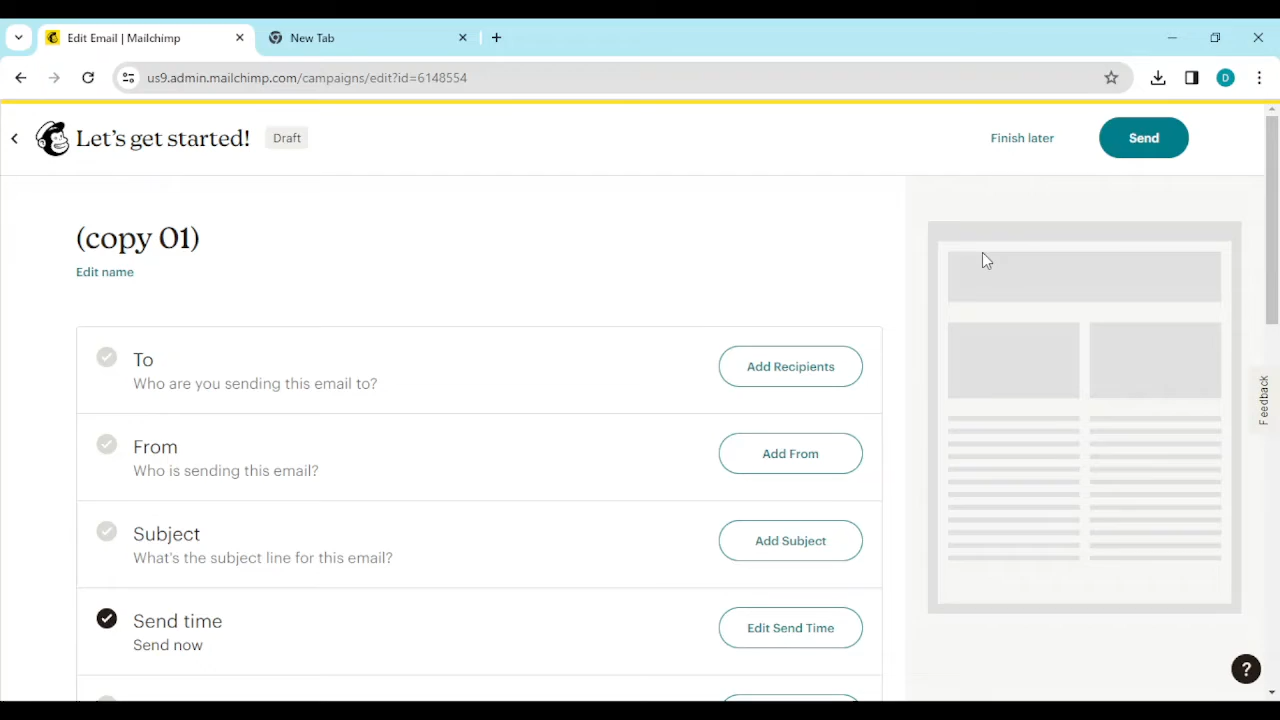 Edit Email | Mailchimp
New Tab
us9.admin.mailchimp.com/campaigns/edit?id=6148554
D
Let's get started!
Draft
Finish later
Send
(copy 01)
Edit name
To
Who are you sending this email to?
Add Recipients
From
Who is sending this email?
Add From
Subject
What's the subject line for this email?
Add Subject
Send time
Send now
Edit Send Time
Feedback
?